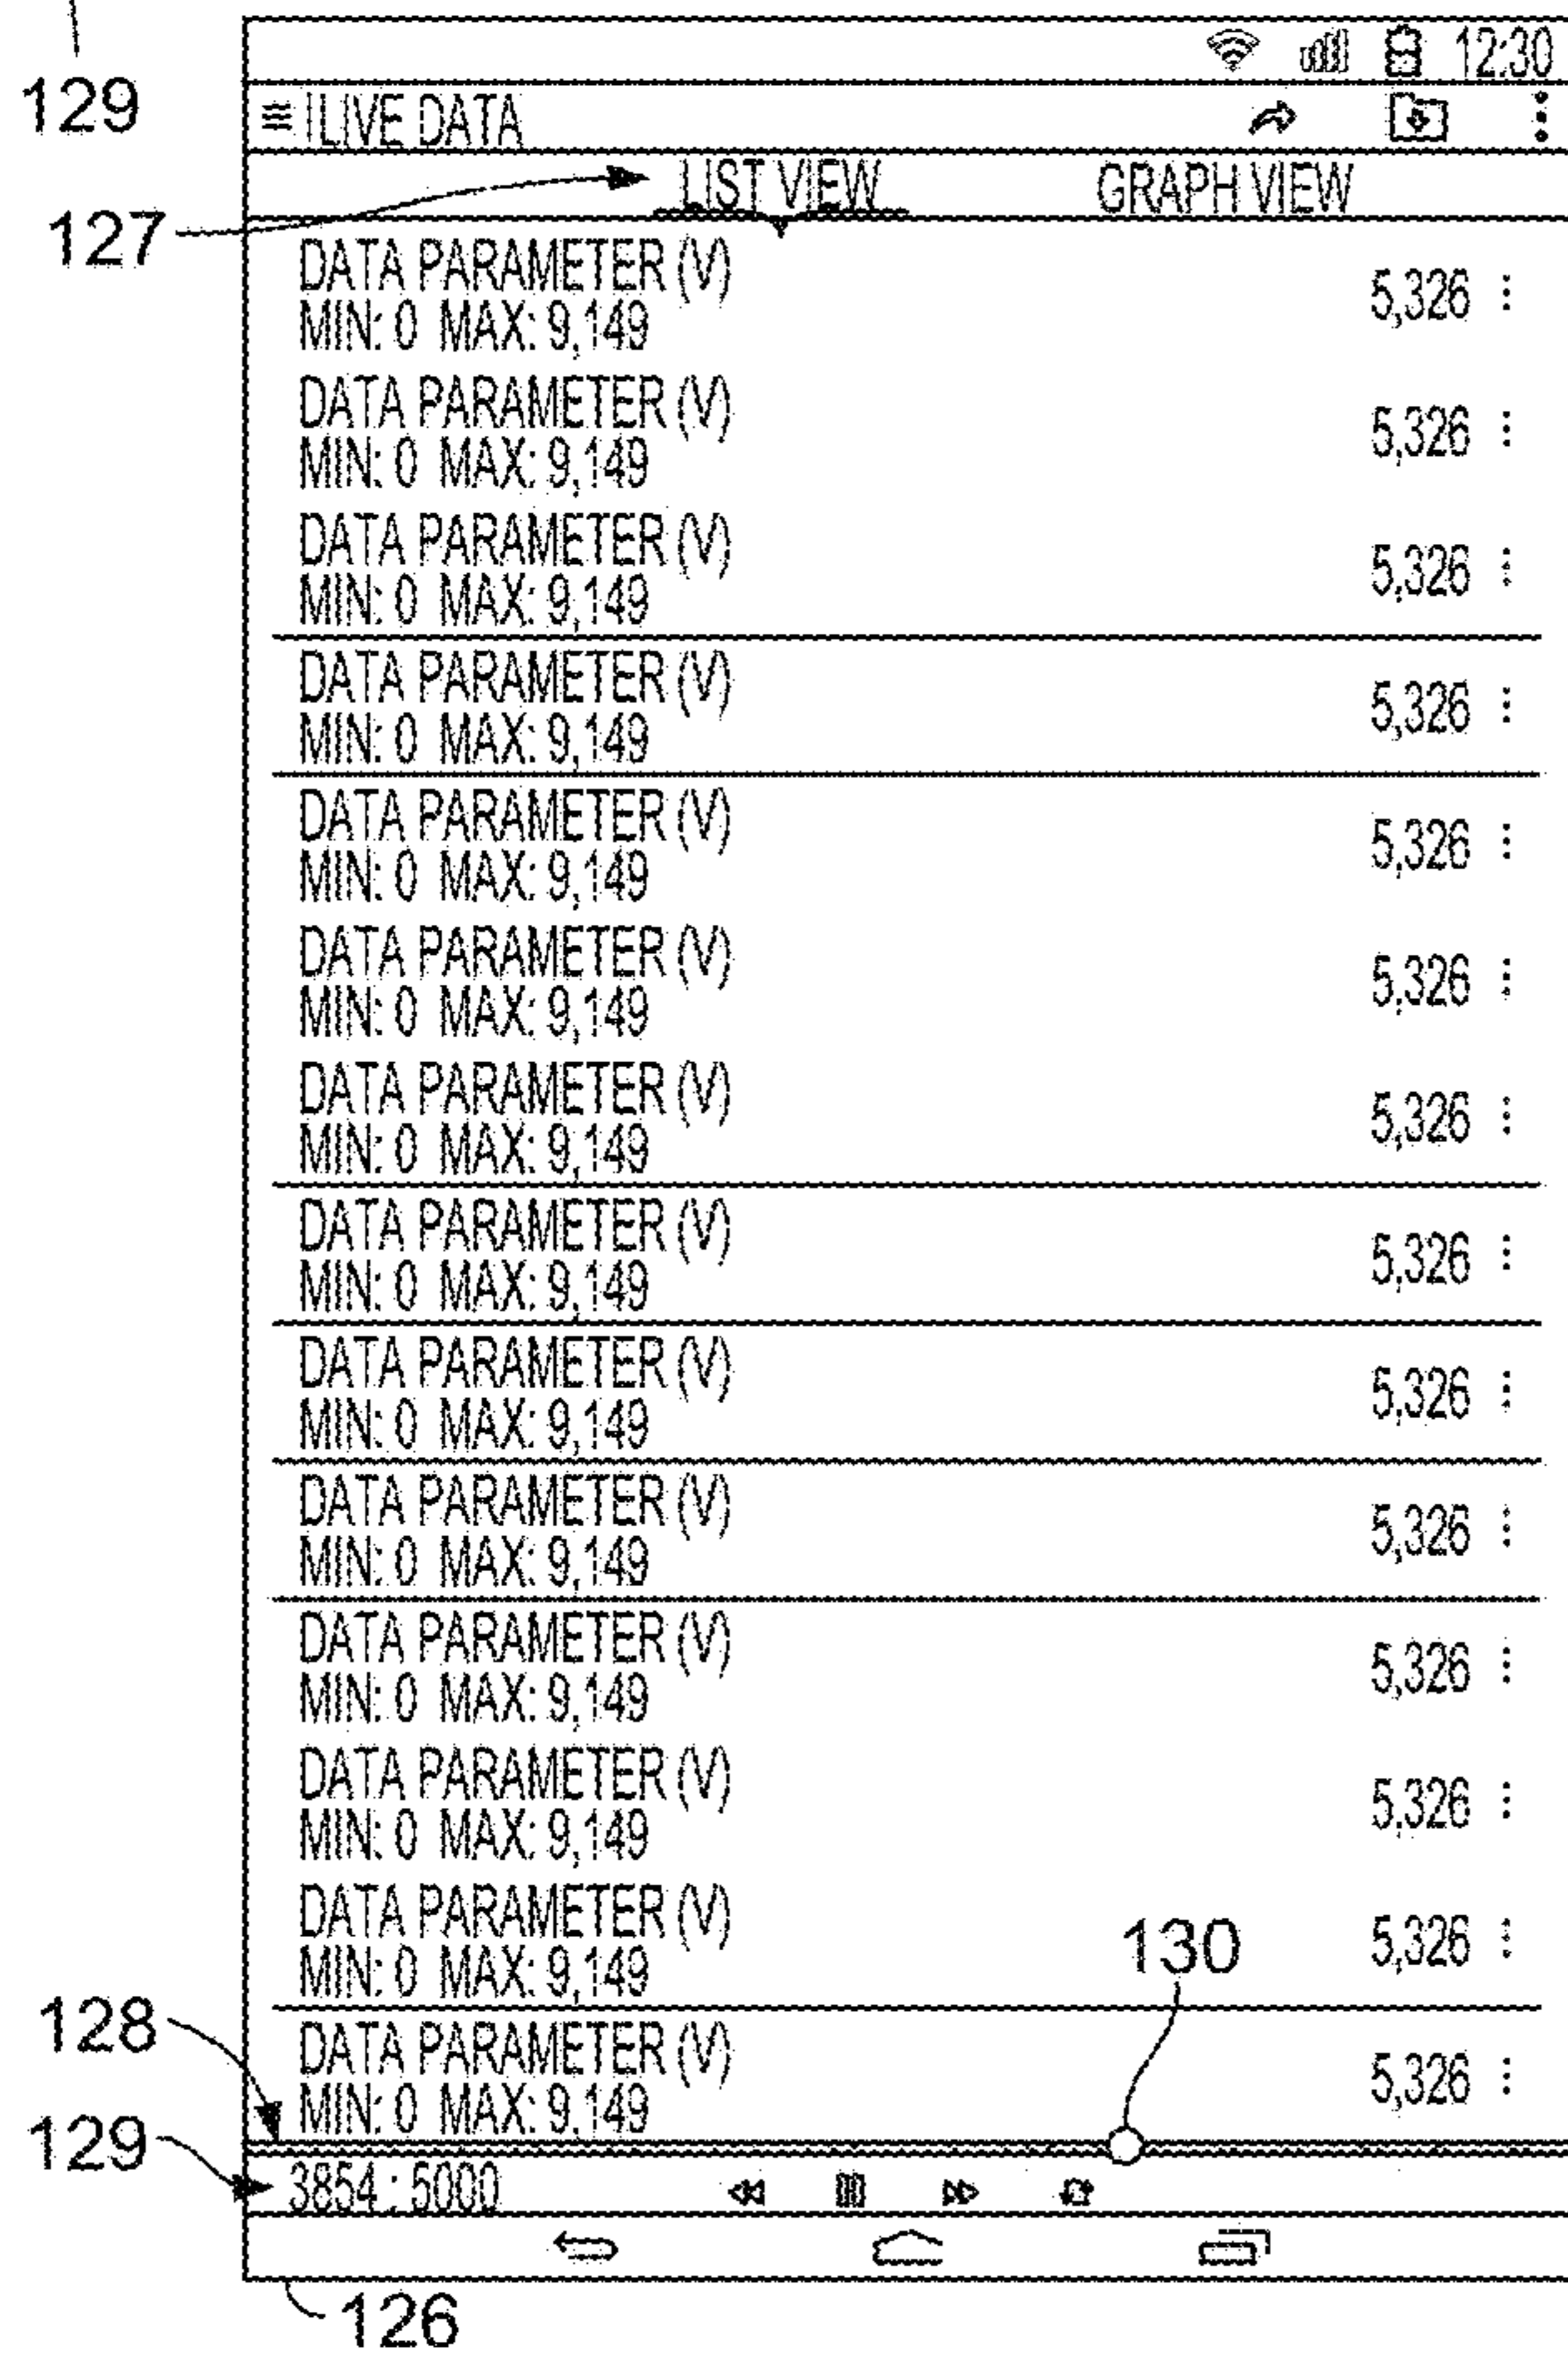 129
12:30
LIVE DATA
127
LIST VIEW GRAPH VIEW
DATA PARAMETER (V)
MIN: 0 MAX: 9,149
5,326
DATA PARAMETER (V)
MIN: 0 MAX: 9,149
5,326
DATA PARAMETER (V)
MIN: 0 MAX: 9,149
5,326
DATA PARAMETER (V)
MIN: 0 MAX: 9,149
5,326
DATA PARAMETER (V)
MIN: 0 MAX: 9,149
5,326
DATA PARAMETER (V)
MIN: 0 MAX: 9,149
5,326
DATA PARAMETER (V)
MIN: 0 MAX: 9,149
5,326
DATA PARAMETER (V)
MIN: 0 MAX: 9,149
5,326
DATA PARAMETER (V)
MIN: 0 MAX: 9,149
5,326
DATA PARAMETER (V)
MIN: 0 MAX: 9,149
5,326
DATA PARAMETER (V)
MIN: 0 MAX: 9,149
5,326
DATA PARAMETER (V)
MIN: 0 MAX: 9,149
5,326
DATA PARAMETER (V)
MIN: 0 MAX: 9,149
5,326
130
128
DATA PARAMETER (V)
MIN: 0 MAX: 9,149
5,326
129
3854 : 5000
126